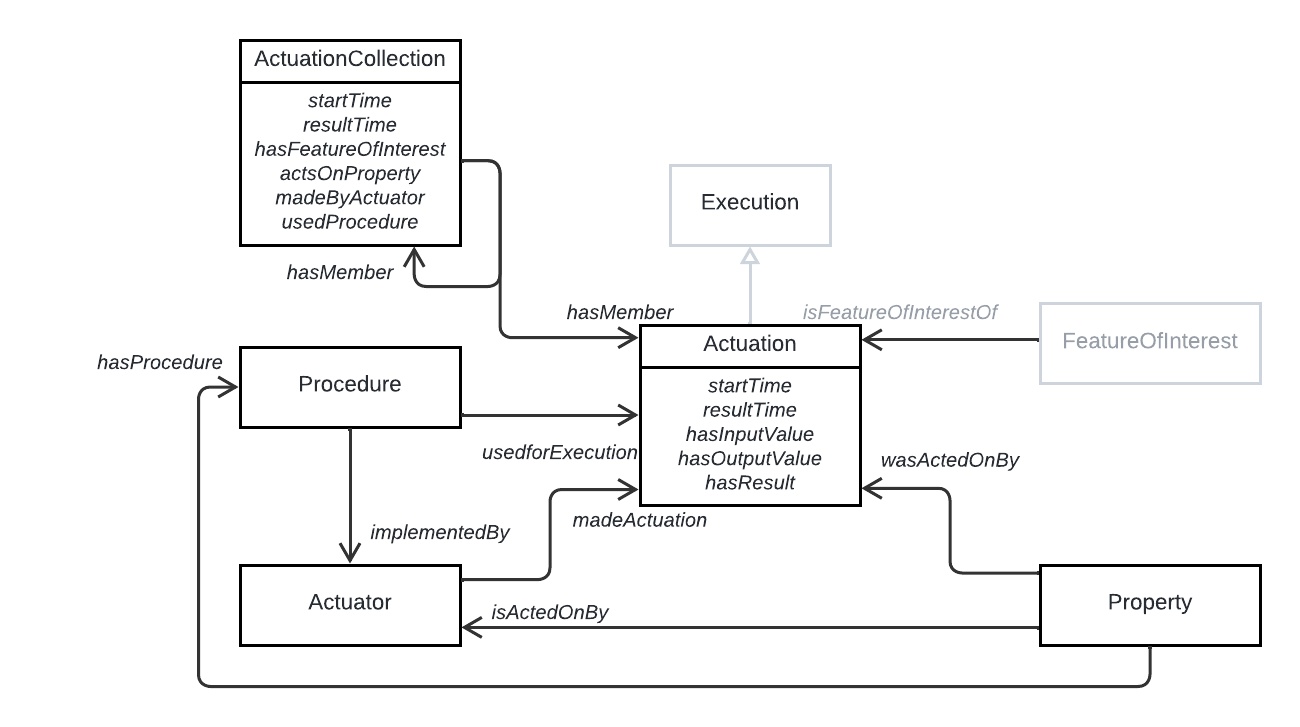 ActuationCollection
startTime
resultTime
hasFeatureOfInterest
actsOnProperty
madeByActuator
usedProcedure
hasMember
Execution
hasMember
isFeatureOfInterestOf
FeatureOfInterest
Actuation
startTime
resultTime
hasInputValue
hasOutputValue
hasResult
hasProcedure
Procedure
usedforExecution
wasActedOnBy
madeActuation
implementedBy
Actuator
isActedOnBy
Property